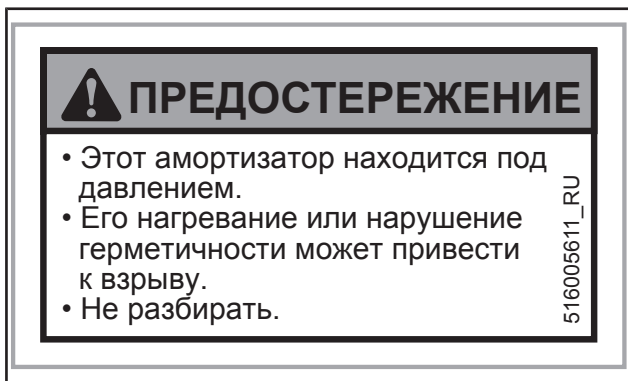 ПРЕДОСТЕРЕЖЕНИЕ
• Этот амортизатор находится под
давлением.
• Его нагревание или нарушение
герметичности может привести
к взрыву.
• Не разбирать.
516005611_RU